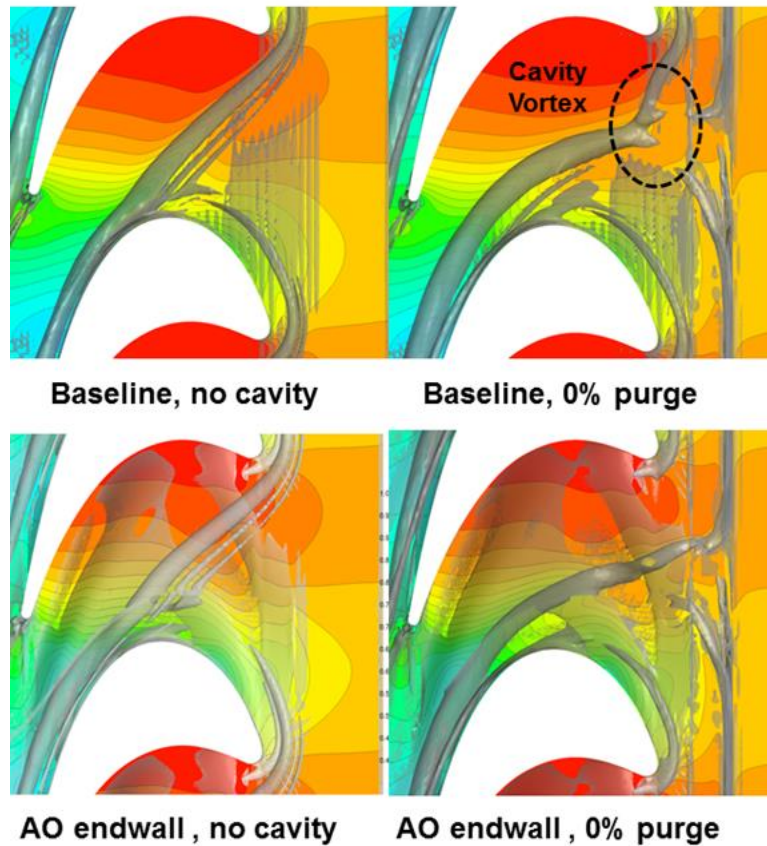 Cavity
Vortex
Baseline, no cavity
Baseline, 0% purge
AO endwall , no cavity
AO endwall , 0% purge